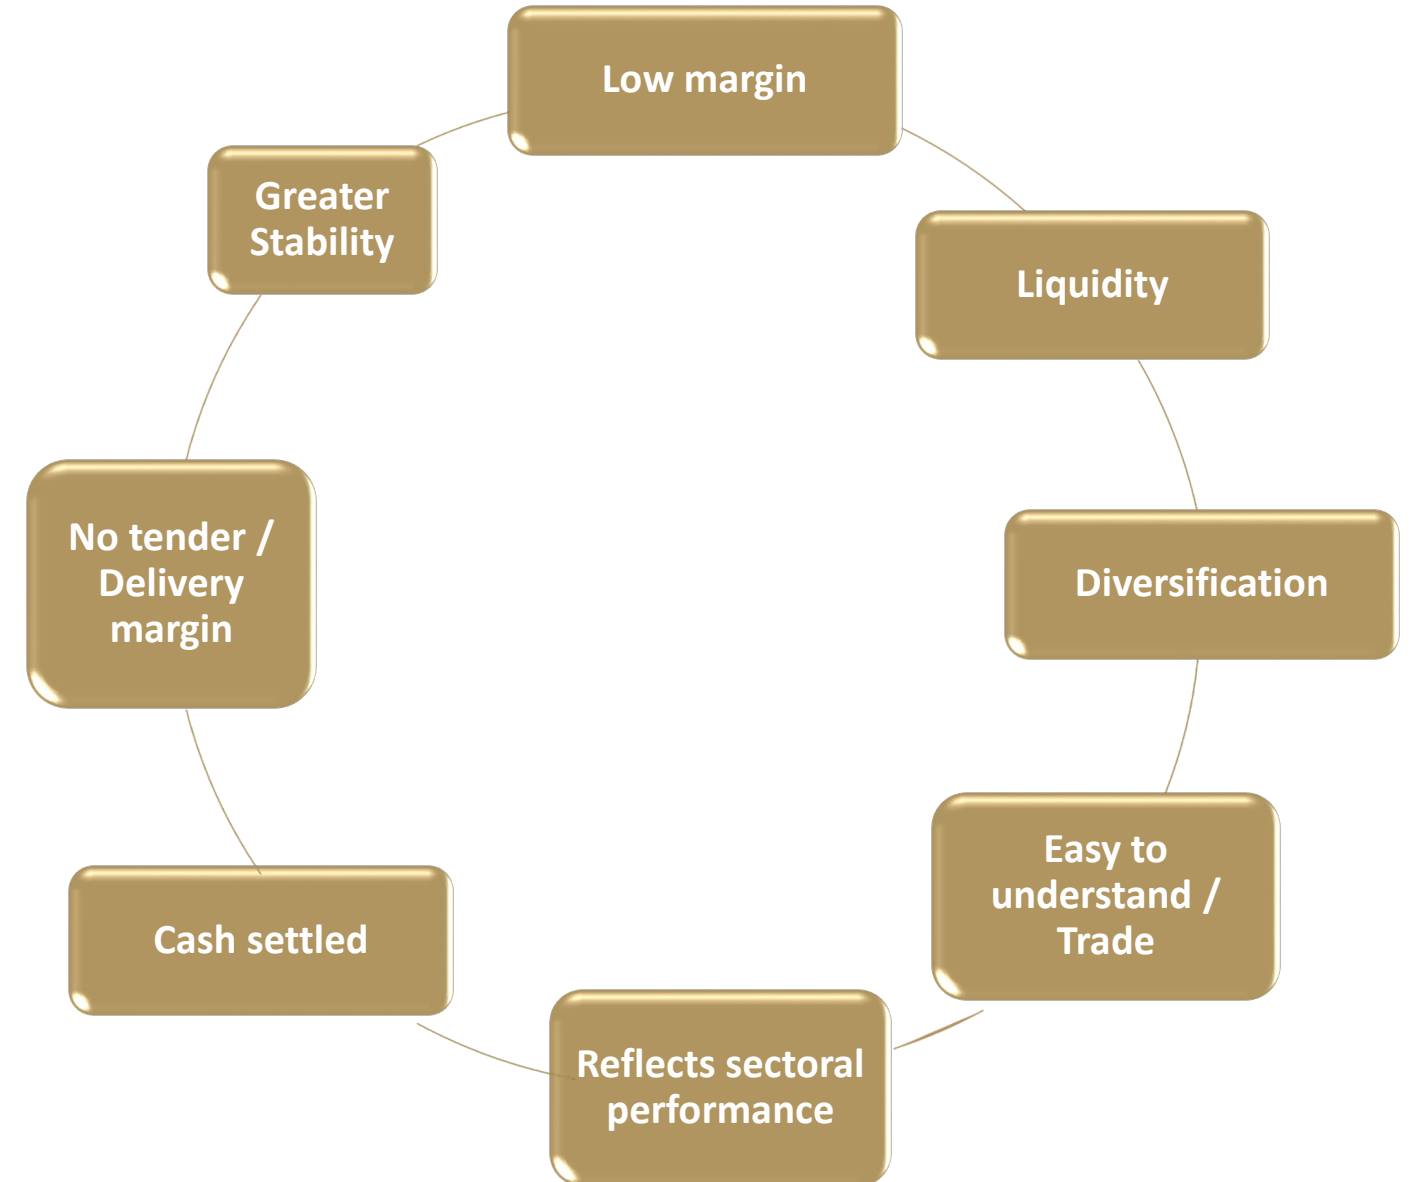 Low margin
Greater
Stability
Liquidity
No tender /
Delivery
margin
Diversification
Easy to
understand /
Trade
Cash settled
Reflects sectoral
performance